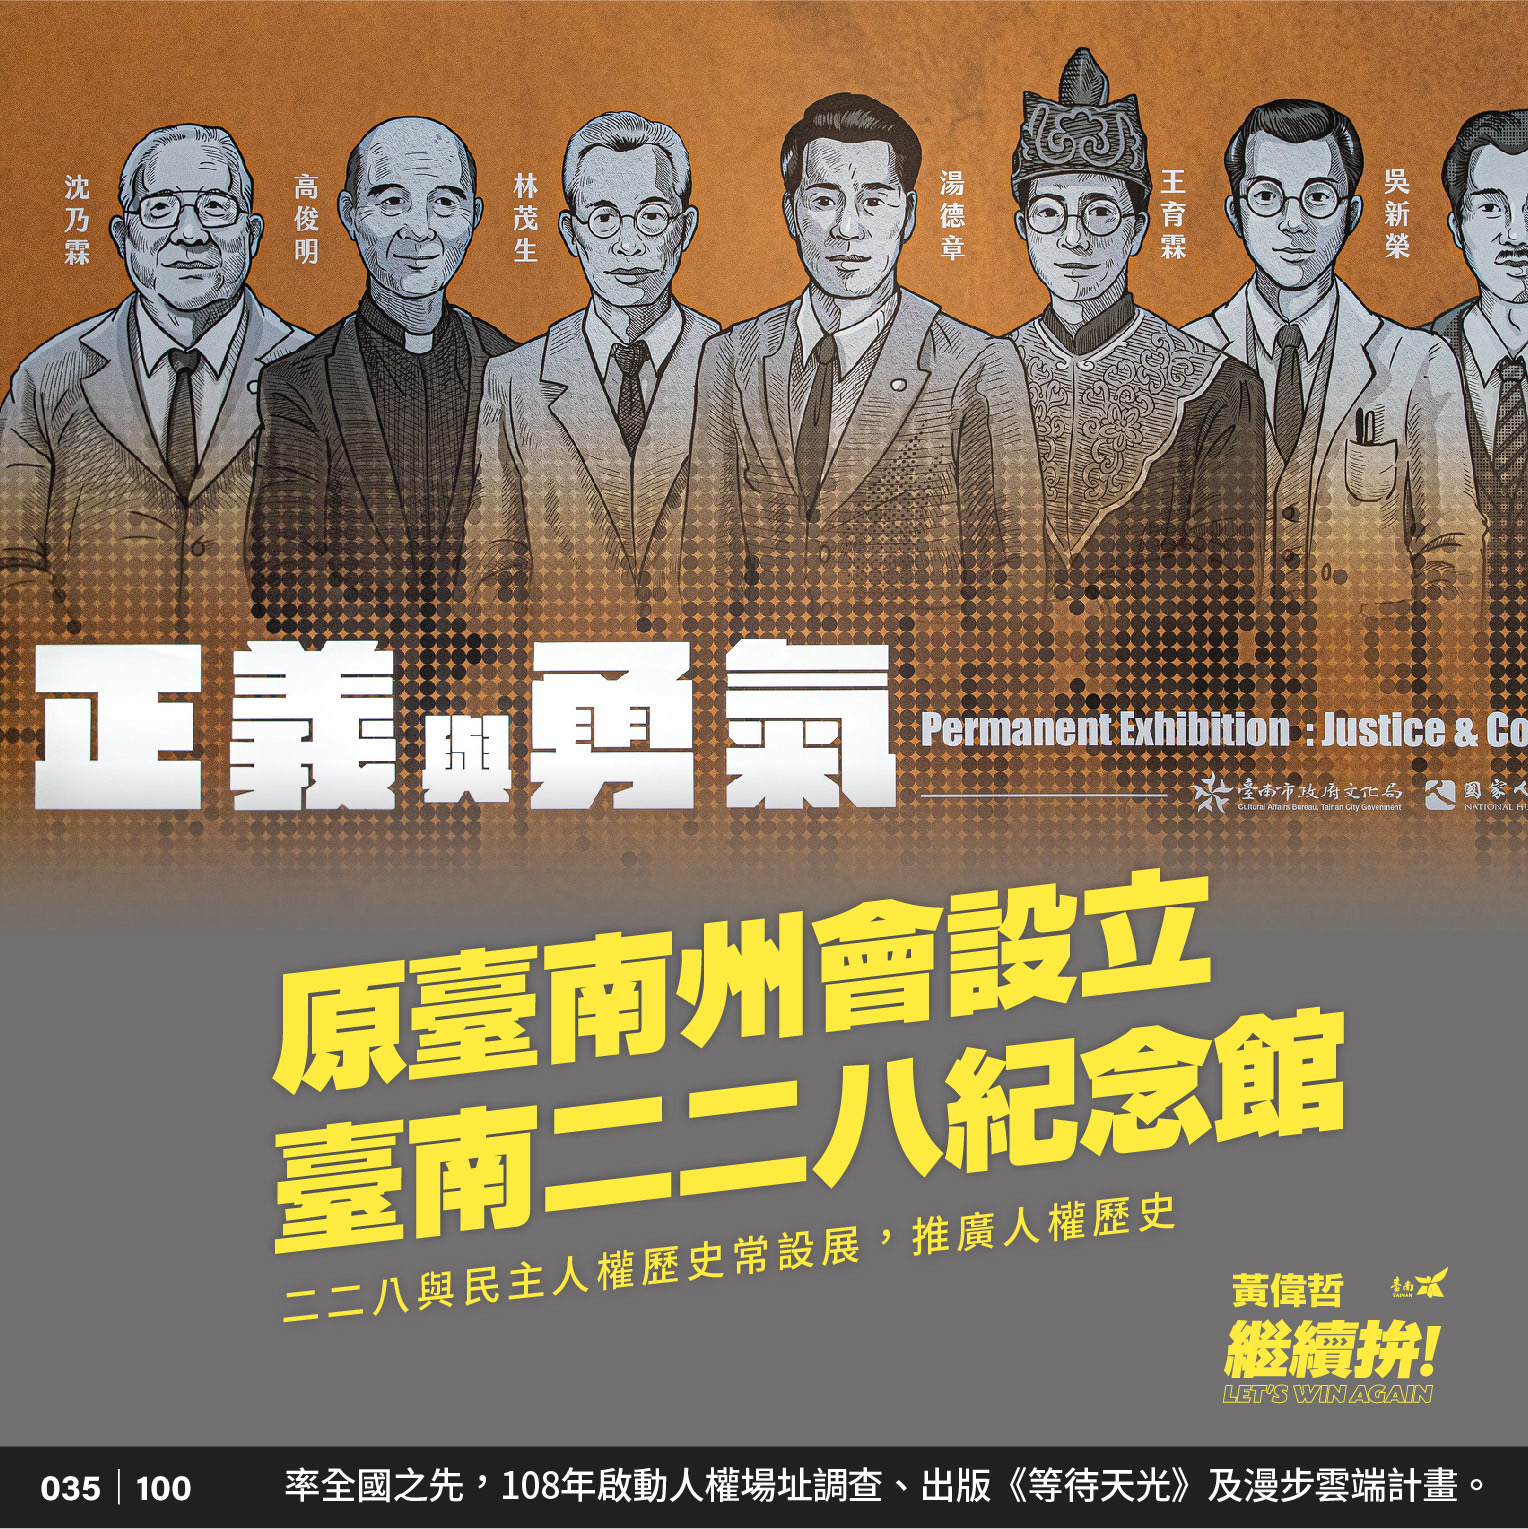 沈乃霖
高俊明
林茂生
湯德章
王育霖
吳新榮
正義與勇氣
Permanent Exhibition : Justice & Co
臺南市政府文化局
Cultural Affairs Bureau, Tainan City Government
國家人
NATIONAL HU
原臺南州會設立
臺南二二八紀念館
二二八與民主人權歷史常設展，推廣人權歷史
黃偉哲
臺南
TAINAN
繼續拚!
LET'S WIN AGAIN
035｜100
率全國之先，108年啟動人權場址調查、出版《等待天光》及漫步雲端計畫。